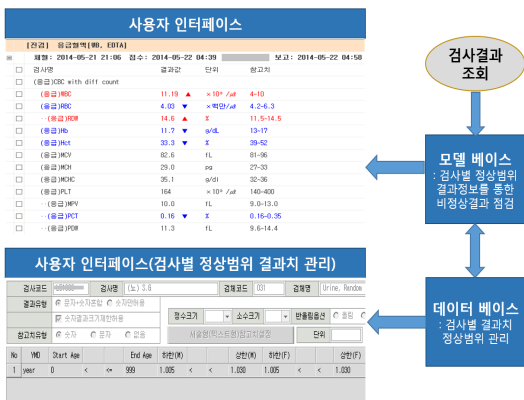 사용자 인터페이스
[전검] 응급혈액[WB, EDTA]
채혈: 2014-05-21 21:06 접수: 2014-05-22 04:39 보고: 2014-05-22 04:58
검사명 결과값 단위 참고치
(응급)CBC with diff count
(응급)WBC 11.19 ▲ ×10³ /㎕ 4-10
(응급)RBC 4.03 ▼ ×백만/㎕ 4.2-6.3
--(응급)RDW 14.6 ▲ % 11.5-14.5
(응급)Hb 11.7 ▼ g/dL 13-17
(응급)Hct 33.3 ▼ % 39-52
(응급)MCV 82.6 fL 81-96
(응급)MCH 29.0 pg 27-33
(응급)MCHC 35.1 g/dl 32-36
(응급)PLT 164 ×10³ /㎕ 140-400
--(응급)MPV 10.0 fL 9.0-13.0
--(응급)PCT 0.16 ▼ % 0.16-0.35
--(응급)PDW 11.3 fL 9.6-14.4
검사결과
조회
모델 베이스
: 검사별 정상범위
결과정보를 통한
비정상결과 점검
데이터 베이스
: 검사별 결과치
정상범위 관리
사용자 인터페이스(검사별 정상범위 결과치 관리)
검사코드 검사명 (뇨) S.G 검체코드 031 검체명 Urine, Random
결과유형 문자+숫자혼합 숫자만허용
숫자결과크기제한허용 정수크기 소수크기 반올림옵션 올림
참고치유형 숫자 문자 없음 서술형(텍스트형)참고치설정 단위
No YMD Start Age End Age 하한(M) 상한(M) 하한(F) 상한(F)
1 year 0 < <= 999 1.005 < < 1.030 1.005 < < 1.030